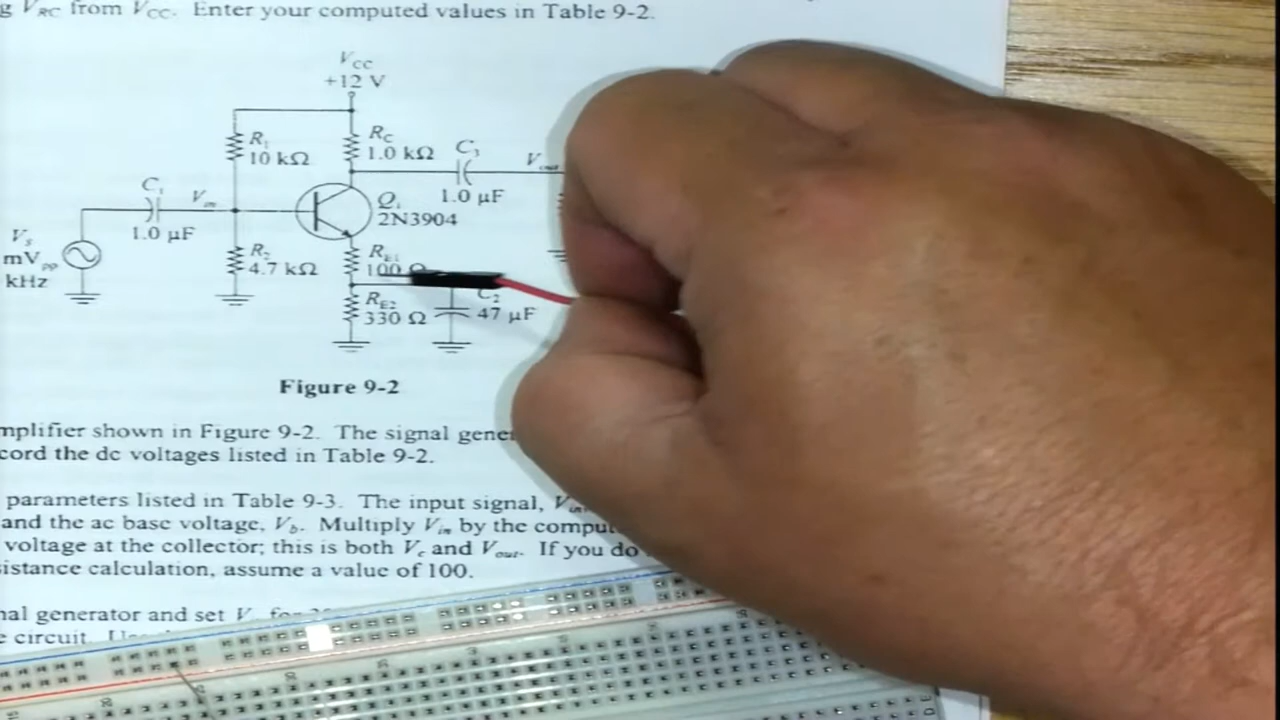 g V_RC from V_CC. Enter your computed values in Table 9-2.
V_CC
+12 V
R_1
10 kΩ
R_C
1.0 kΩ
C_3
1.0 µF
V_out
C_1
1.0 µF
V_in
Q_1
2N3904
V_s
mV_pp
kHz
R_2
4.7 kΩ
R_E1
100 Ω
R_E2
330 Ω
C_2
47 µF
Figure 9-2
mplifier shown in Figure 9-2. The signal gene
cord the dc voltages listed in Table 9-2.
parameters listed in Table 9-3. The input signal, V_in,
and the ac base voltage, V_b. Multiply V_in by the compu
voltage at the collector; this is both V_c and V_out. If you do
istance calculation, assume a value of 100.
nal generator and set V for
e circuit.